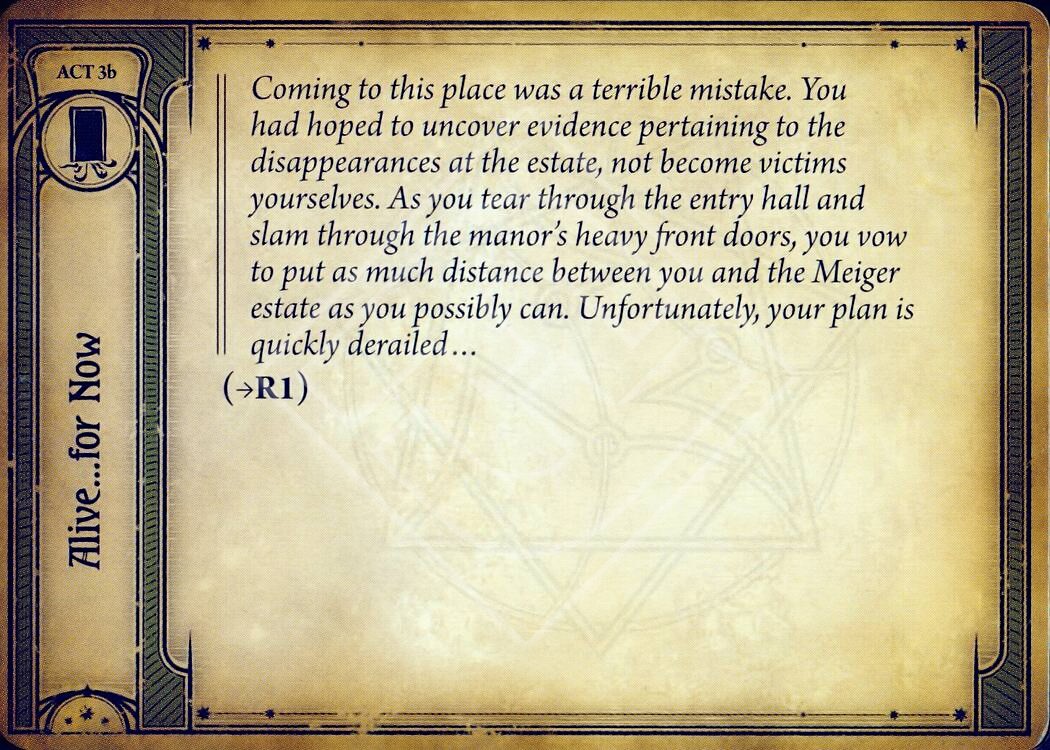 ACT 3b
Alive...for Now
Coming to this place was a terrible mistake. You
had hoped to uncover evidence pertaining to the
disappearances at the estate, not become victims
yourselves. As you tear through the entry hall and
slam through the manor’s heavy front doors, you vow
to put as much distance between you and the Meiger
estate as you possibly can. Unfortunately, your plan is
quickly derailed…
(→R1)